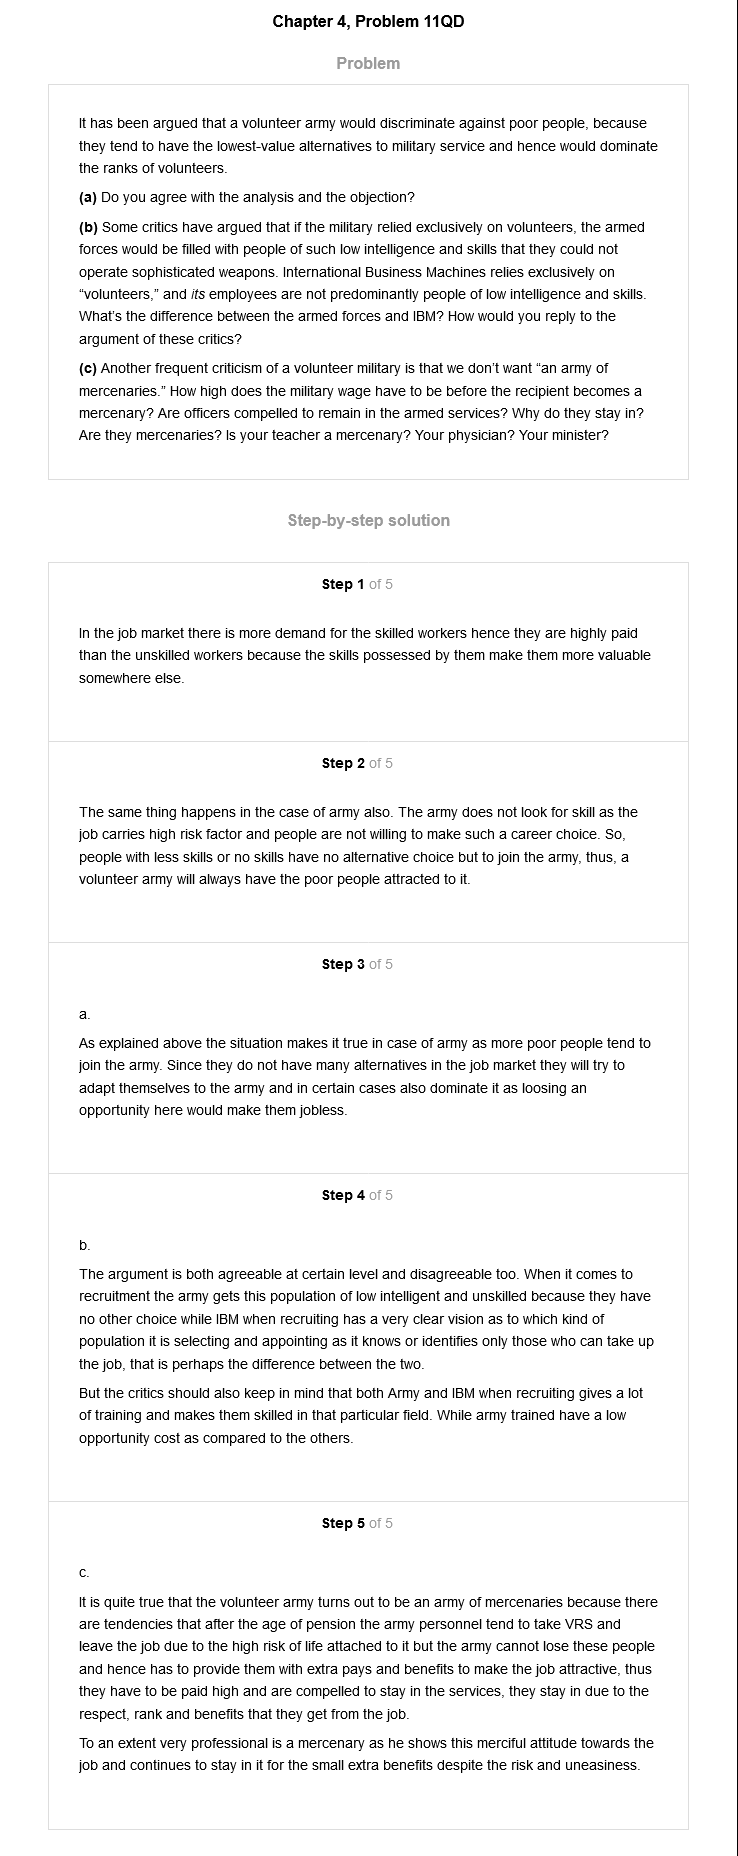 Chapter 4, Problem 11QD
Problem
It has been argued that a volunteer army would discriminate against poor people, because
they tend to have the lowest-value alternatives to military service and hence would dominate
the ranks of volunteers.
(a) Do you agree with the analysis and the objection?
(b) Some critics have argued that if the military relied exclusively on volunteers, the armed
forces would be filled with people of such low intelligence and skills that they could not
operate sophisticated weapons. International Business Machines relies exclusively on
“volunteers,” and its employees are not predominantly people of low intelligence and skills.
What’s the difference between the armed forces and IBM? How would you reply to the
argument of these critics?
(c) Another frequent criticism of a volunteer military is that we don’t want “an army of
mercenaries.” How high does the military wage have to be before the recipient becomes a
mercenary? Are officers compelled to remain in the armed services? Why do they stay in?
Are they mercenaries? Is your teacher a mercenary? Your physician? Your minister?
Step-by-step solution
Step 1 of 5
In the job market there is more demand for the skilled workers hence they are highly paid
than the unskilled workers because the skills possessed by them make them more valuable
somewhere else.
Step 2 of 5
The same thing happens in the case of army also. The army does not look for skill as the
job carries high risk factor and people are not willing to make such a career choice. So,
people with less skills or no skills have no alternative choice but to join the army, thus, a
volunteer army will always have the poor people attracted to it.
Step 3 of 5
a.
As explained above the situation makes it true in case of army as more poor people tend to
join the army. Since they do not have many alternatives in the job market they will try to
adapt themselves to the army and in certain cases also dominate it as loosing an
opportunity here would make them jobless.
Step 4 of 5
b.
The argument is both agreeable at certain level and disagreeable too. When it comes to
recruitment the army gets this population of low intelligent and unskilled because they have
no other choice while IBM when recruiting has a very clear vision as to which kind of
population it is selecting and appointing as it knows or identifies only those who can take up
the job, that is perhaps the difference between the two.
But the critics should also keep in mind that both Army and IBM when recruiting gives a lot
of training and makes them skilled in that particular field. While army trained have a low
opportunity cost as compared to the others.
Step 5 of 5
c.
It is quite true that the volunteer army turns out to be an army of mercenaries because there
are tendencies that after the age of pension the army personnel tend to take VRS and
leave the job due to the high risk of life attached to it but the army cannot lose these people
and hence has to provide them with extra pays and benefits to make the job attractive, thus
they have to be paid high and are compelled to stay in the services, they stay in due to the
respect, rank and benefits that they get from the job.
To an extent very professional is a mercenary as he shows this merciful attitude towards the
job and continues to stay in it for the small extra benefits despite the risk and uneasiness.